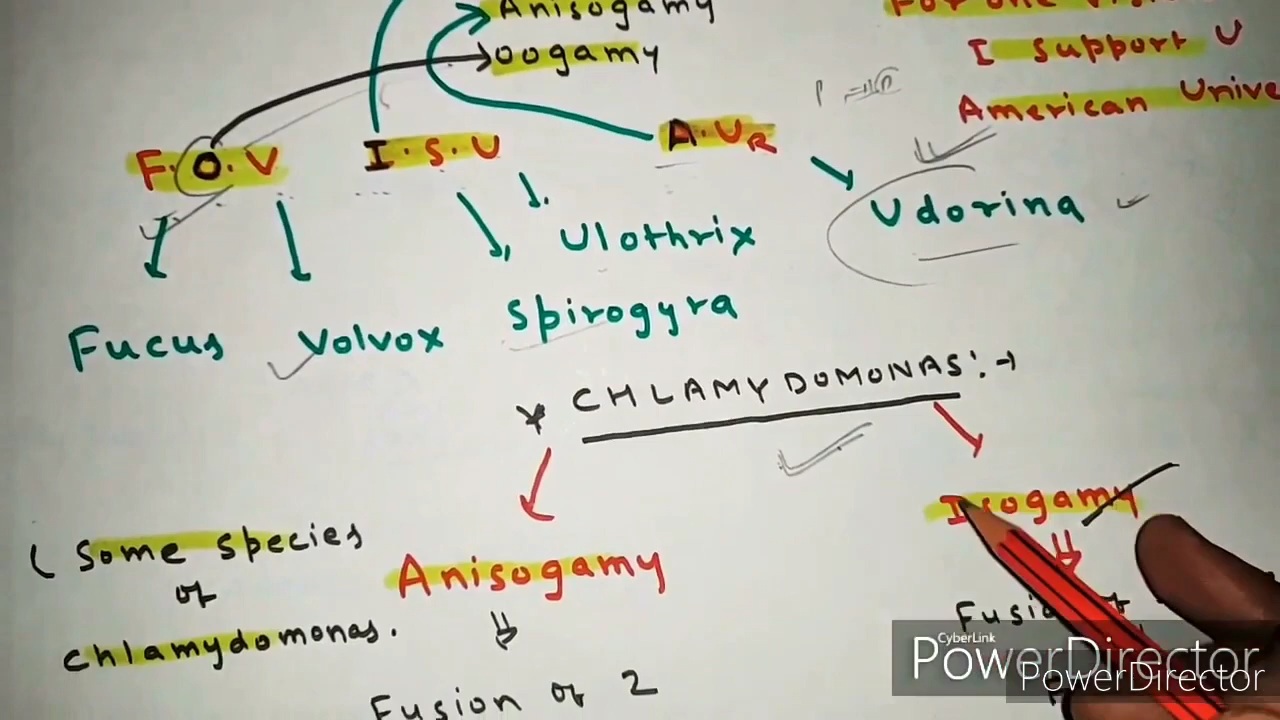 Anisogamy
oogamy
I support U
American Unive
F.O.V
I.S.U
A.UR
Udorina
Ulothrix
Spirogyra
Fucus
Volvox
* CHLAMYDOMONAS:→
Isogamy
(Some species
of
Chlamydomonas.
Anisogamy
Fusion of 2
CyberLink
PowerDirector
PowerDirector